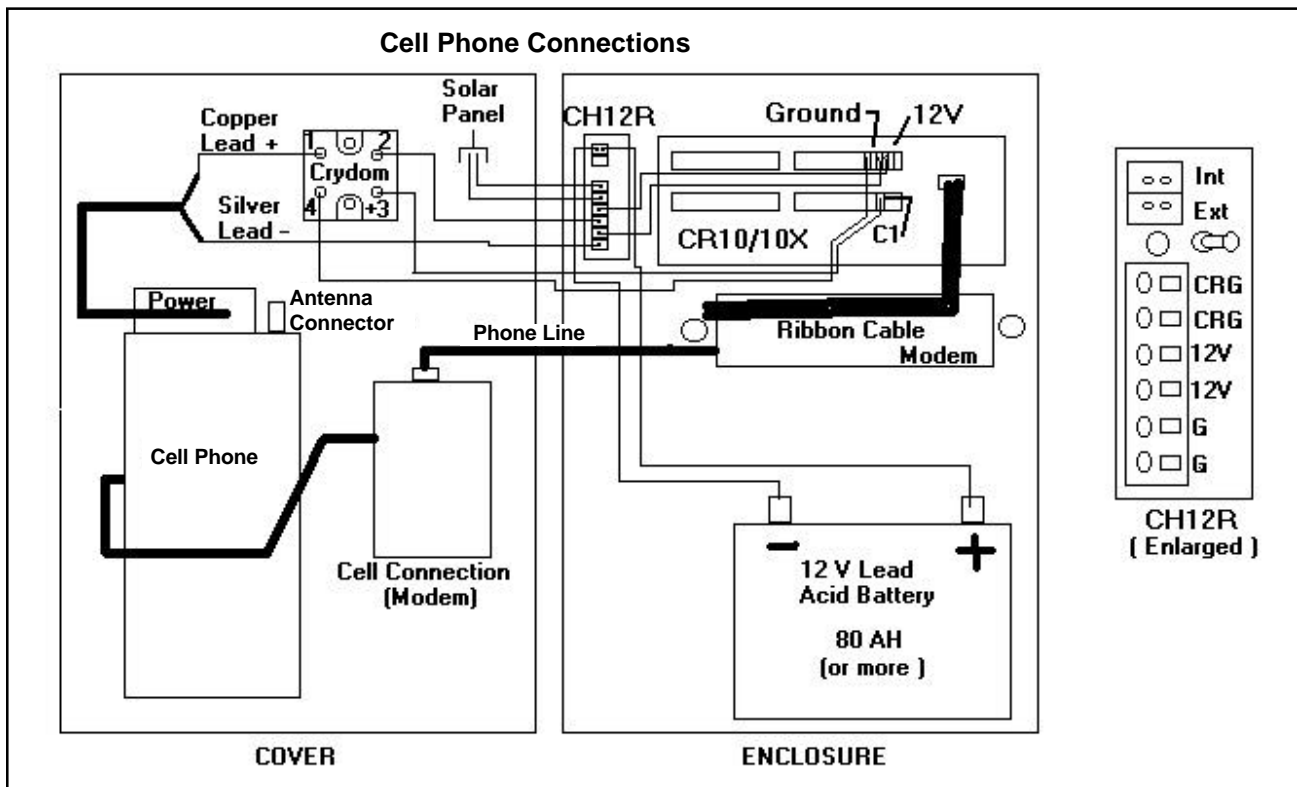 Cell Phone Connections
Copper
Lead +
Silver
Lead -
1
2
Crydom
4
+3
Solar
Panel
Power
Antenna
Connector
Cell Phone
Phone Line
Cell Connection
(Modem)
COVER
CH12R
Ground
12V
CR10/10X
C1
Ribbon Cable
Modem
- +
12 V Lead
Acid Battery
80 AH
(or more )
ENCLOSURE
Int
Ext
CRG
CRG
12V
12V
G
G
CH12R
( Enlarged )